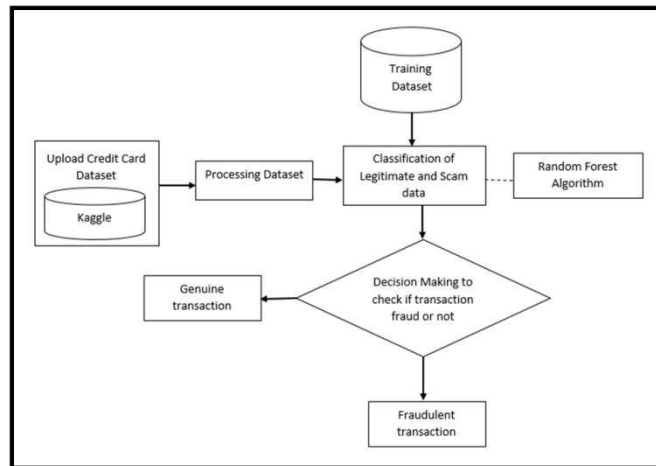 Training
Dataset
Upload Credit Card
Dataset
Kaggle
Processing Dataset
Classification of
Legitimate and Scam
data
Random Forest
Algorithm
Genuine
transaction
Decision Making to
check if transaction
fraud or not
Fraudulent
transaction